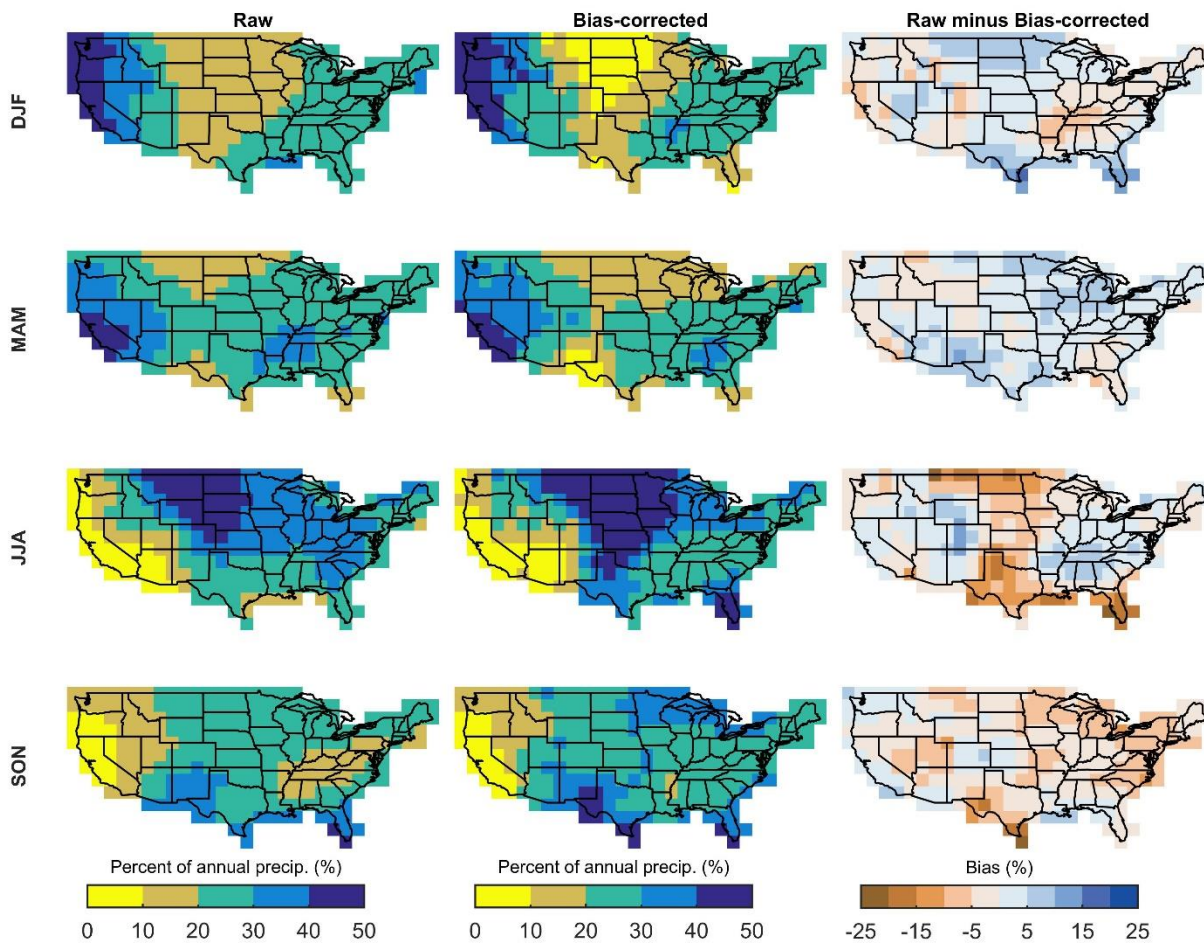 Raw
Bias-corrected
Raw minus Bias-corrected
DJF
MAM
JJA
SON
Percent of annual precip. (%)
0 10 20 30 40 50
Percent of annual precip. (%)
0 10 20 30 40 50
Bias (%)
-25 -15 -5 5 15 25